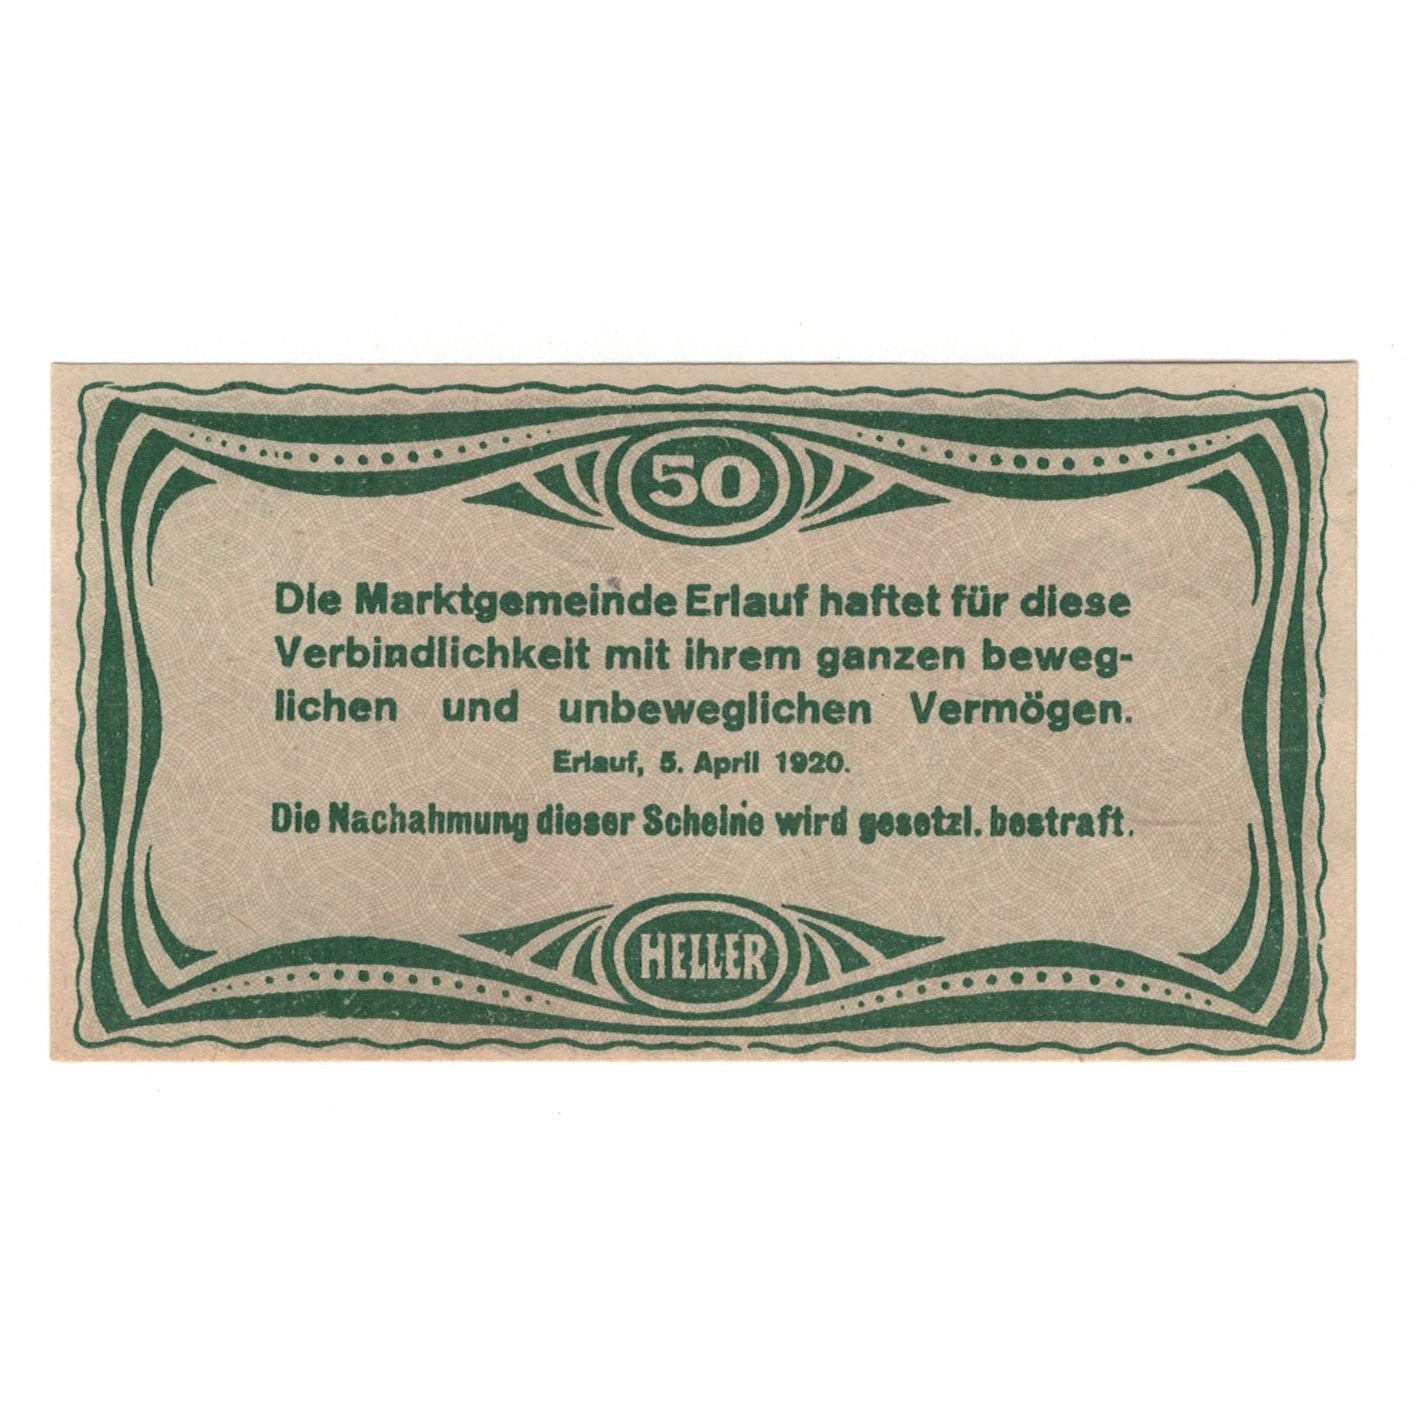 50
Die Marktgemeinde Erlauf haftet für diese
Verbindlichkeit mit ihrem ganzen beweg-
lichen und unbeweglichen Vermögen.
Erlauf, 5. April 1920.
Die Nachahmung dieser Scheine wird gesetzl. bestraft.
HELLER